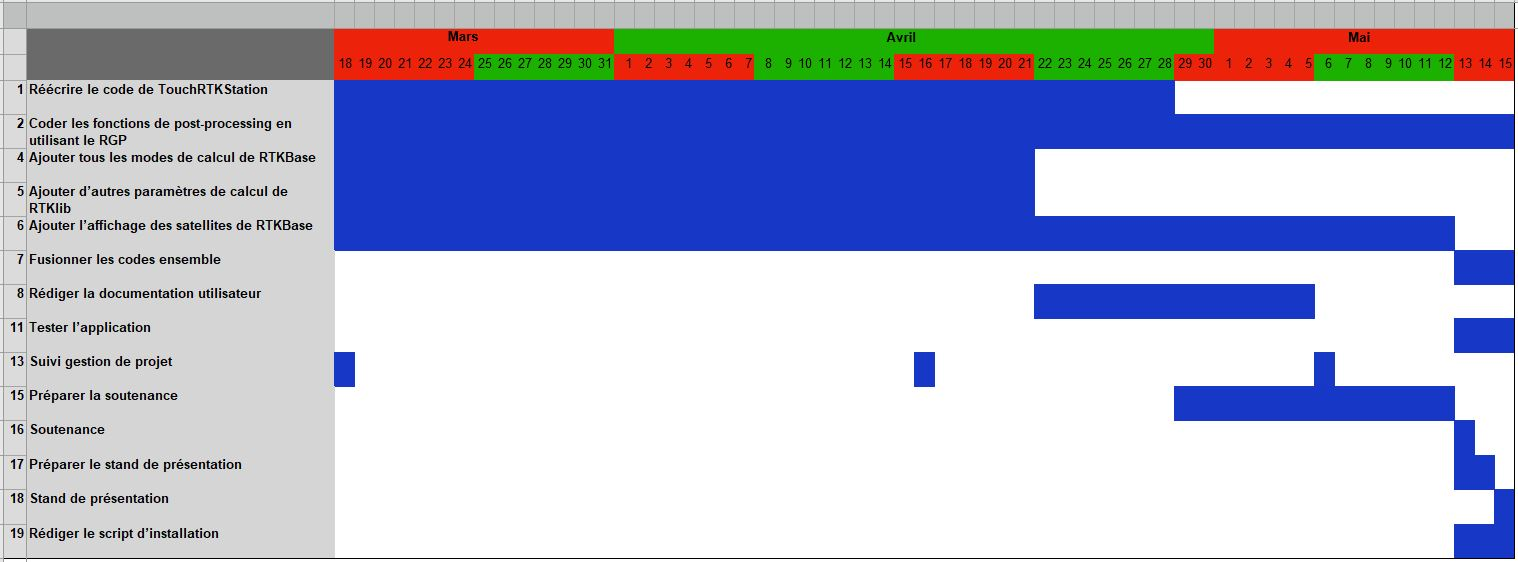 Mars Avril Mai
18 19 20 21 22 23 24 25 26 27 28 29 30 31 1 2 3 4 5 6 7 8 9 10 11 12 13 14 15 16 17 18 19 20 21 22 23 24 25 26 27 28 29 30 1 2 3 4 5 6 7 8 9 10 11 12 13 14 15
1 Réécrire le code de TouchRTKStation
2 Coder les fonctions de post-processing en
utilisant le RGP
4 Ajouter tous les modes de calcul de RTKBase
5 Ajouter d’autres paramètres de calcul de
RTKlib
6 Ajouter l’affichage des satellites de RTKBase
7 Fusionner les codes ensemble
8 Rédiger la documentation utilisateur
11 Tester l’application
13 Suivi gestion de projet
15 Préparer la soutenance
16 Soutenance
17 Préparer le stand de présentation
18 Stand de présentation
19 Rédiger le script d’installation